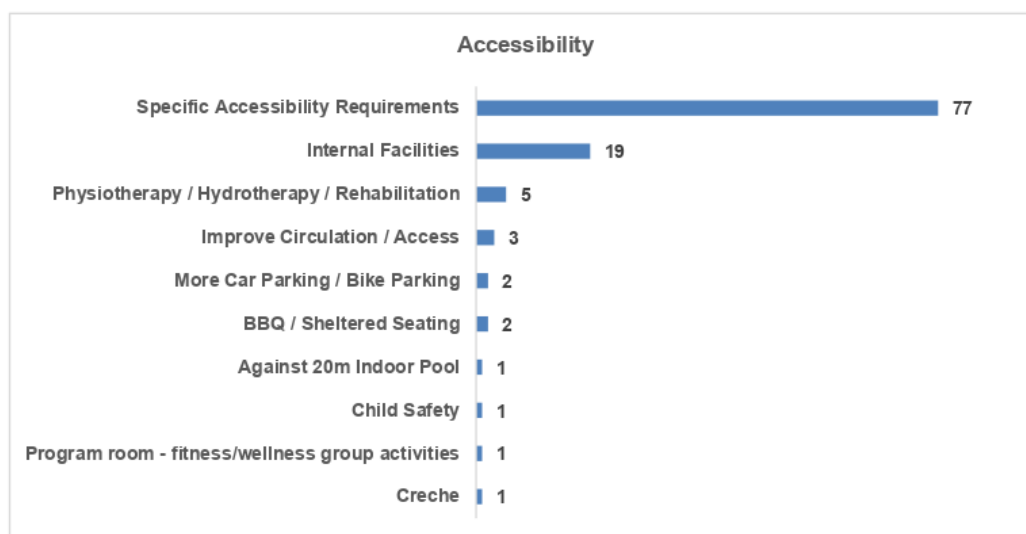 Accessibility
Specific Accessibility Requirements 77
Internal Facilities 19
Physiotherapy / Hydrotherapy / Rehabilitation 5
Improve Circulation / Access 3
More Car Parking / Bike Parking 2
BBQ / Sheltered Seating 2
Against 20m Indoor Pool 1
Child Safety 1
Program room - fitness/wellness group activities 1
Creche 1